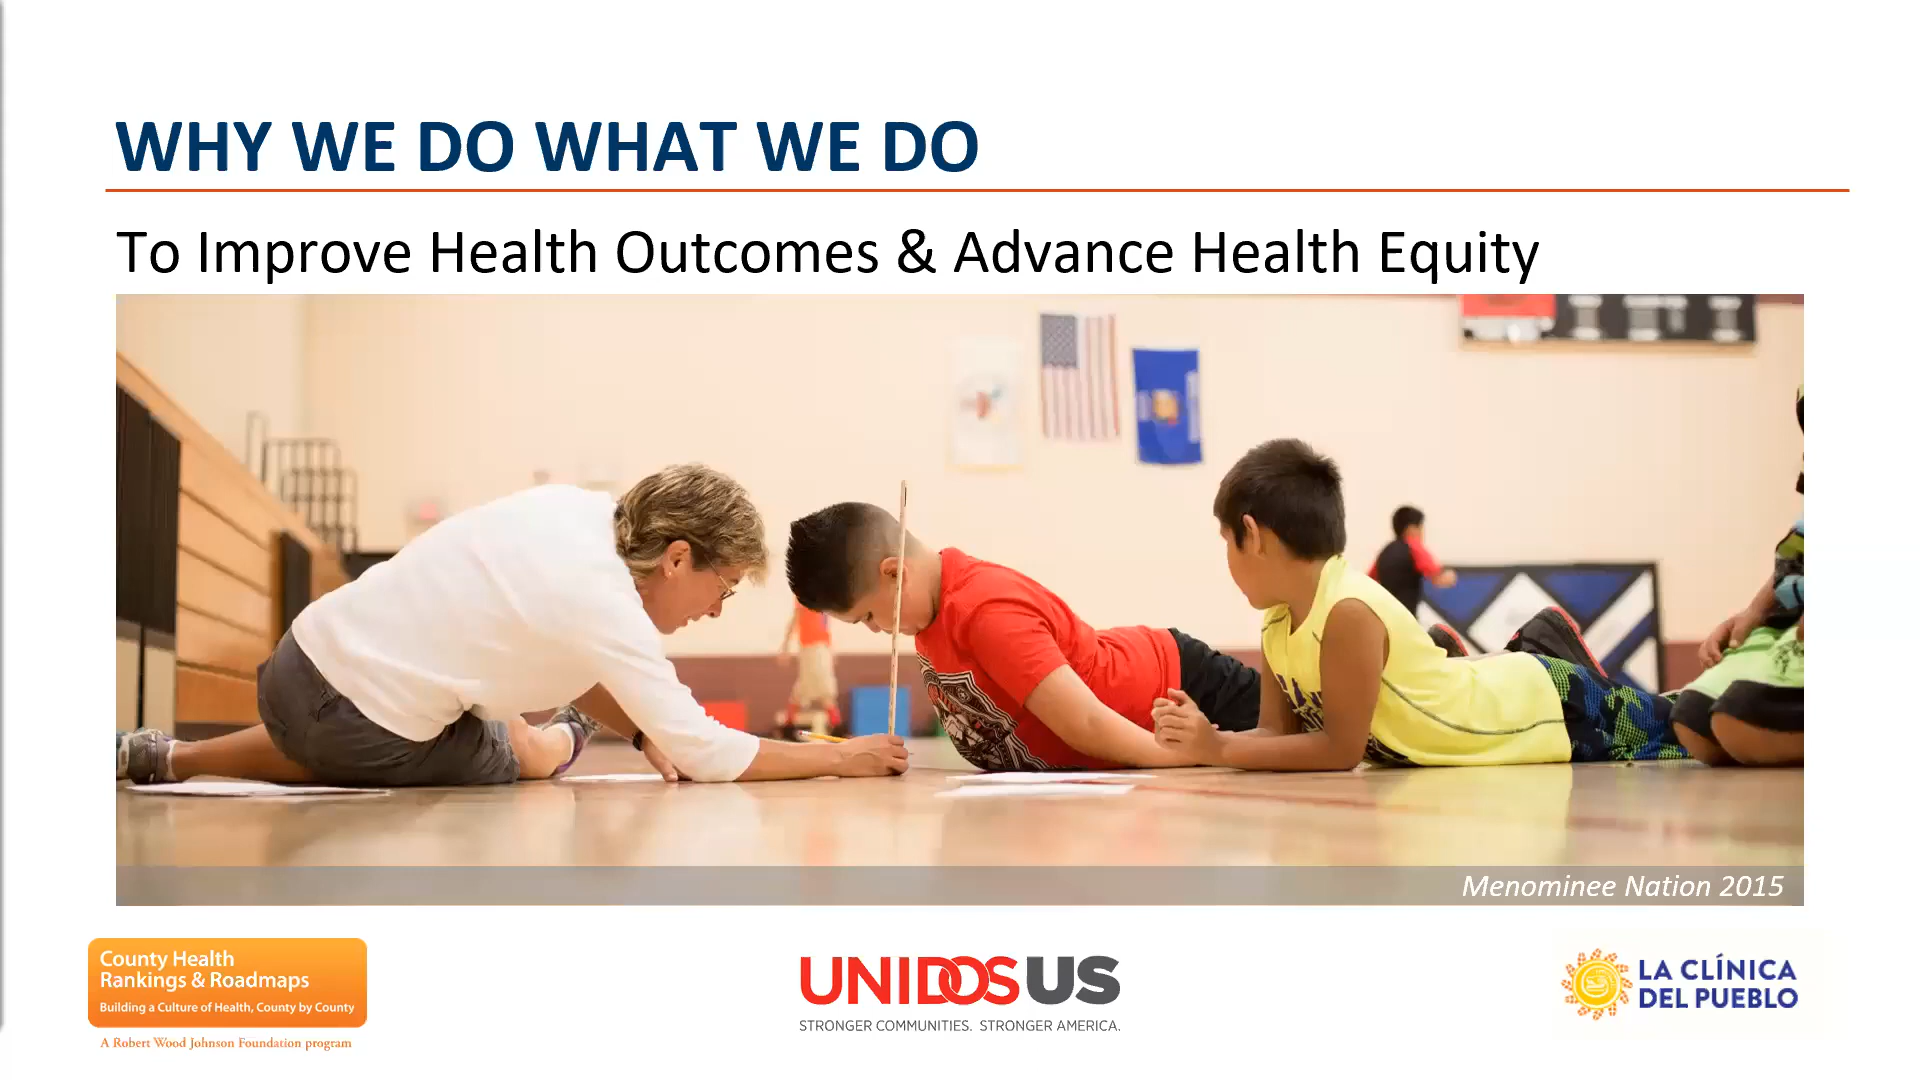 WHY WE DO WHAT WE DO
To Improve Health Outcomes & Advance Health Equity
Menominee Nation 2015
County Health
Rankings & Roadmaps
Building a Culture of Health, County by County
A Robert Wood Johnson Foundation program
UNIDOSUS
STRONGER COMMUNITIES. STRONGER AMERICA.
LA CLÍNICA
DEL PUEBLO